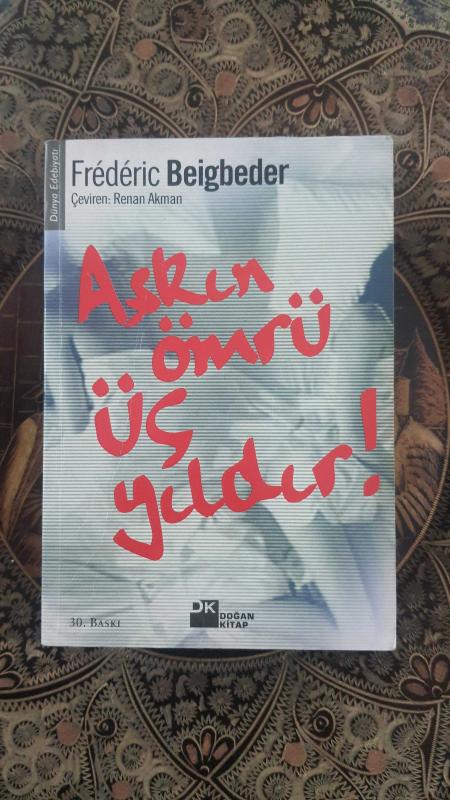 Dünya Edebiyatı
Frédéric Beigbeder
Çeviren: Renan Akman
Aşkın
ömrü
üç
yıldır!
30. BASKI
DK
DOĞAN
KİTAP